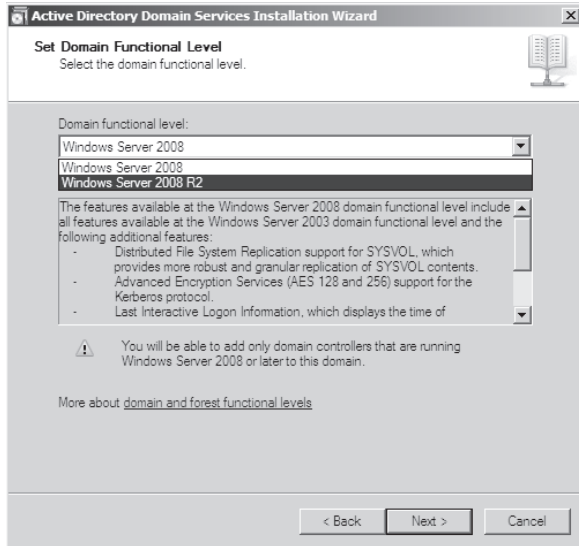 Active Directory Domain Services Installation Wizard
Set Domain Functional Level
Select the domain functional level.
Domain functional level:
Windows Server 2008
Windows Server 2008
Windows Server 2008 R2
The features available at the Windows Server 2008 domain functional level include
all features available at the Windows Server 2003 domain functional level and the
following additional features:
- Distributed File System Replication support for SYSVOL, which
provides more robust and granular replication of SYSVOL contents.
- Advanced Encryption Services (AES 128 and 256) support for the
Kerberos protocol.
- Last Interactive Logon Information, which displays the time of
You will be able to add only domain controllers that are running
Windows Server 2008 or later to this domain.
More about domain and forest functional levels
< Back
Next >
Cancel